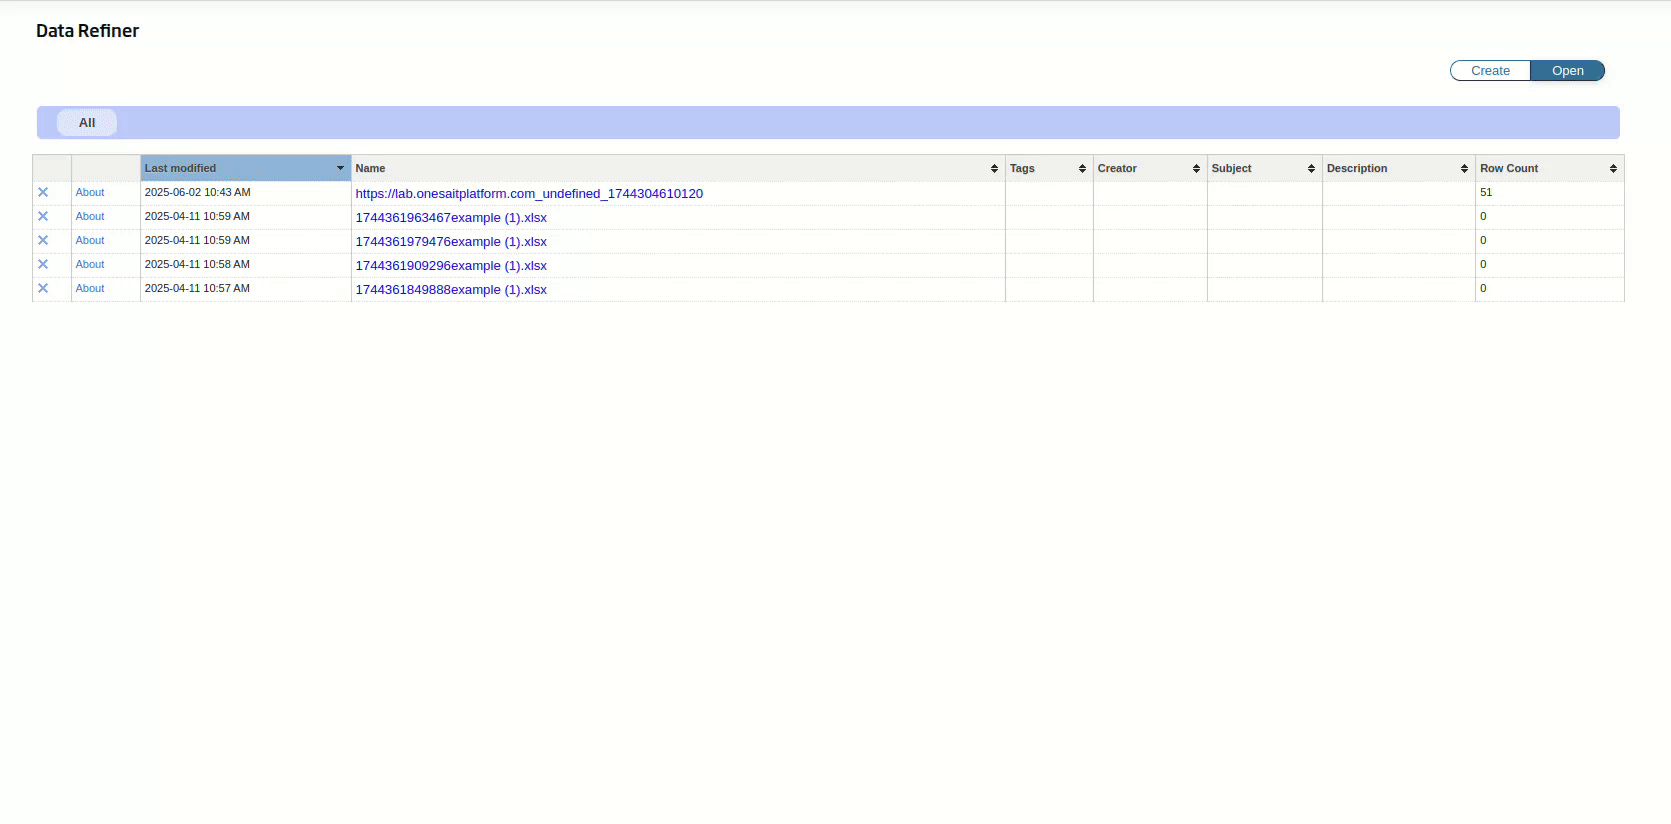 Data Refiner
Create Open
All
Last modified Name Tags Creator Subject Description Row Count
About 2025-06-02 10:43 AM https://lab.onesaitplatform.com_undefined_1744304610120 51
About 2025-04-11 10:59 AM 1744361963467example (1).xlsx 0
About 2025-04-11 10:59 AM 1744361979476example (1).xlsx 0
About 2025-04-11 10:58 AM 1744361909296example (1).xlsx 0
About 2025-04-11 10:57 AM 1744361849888example (1).xlsx 0